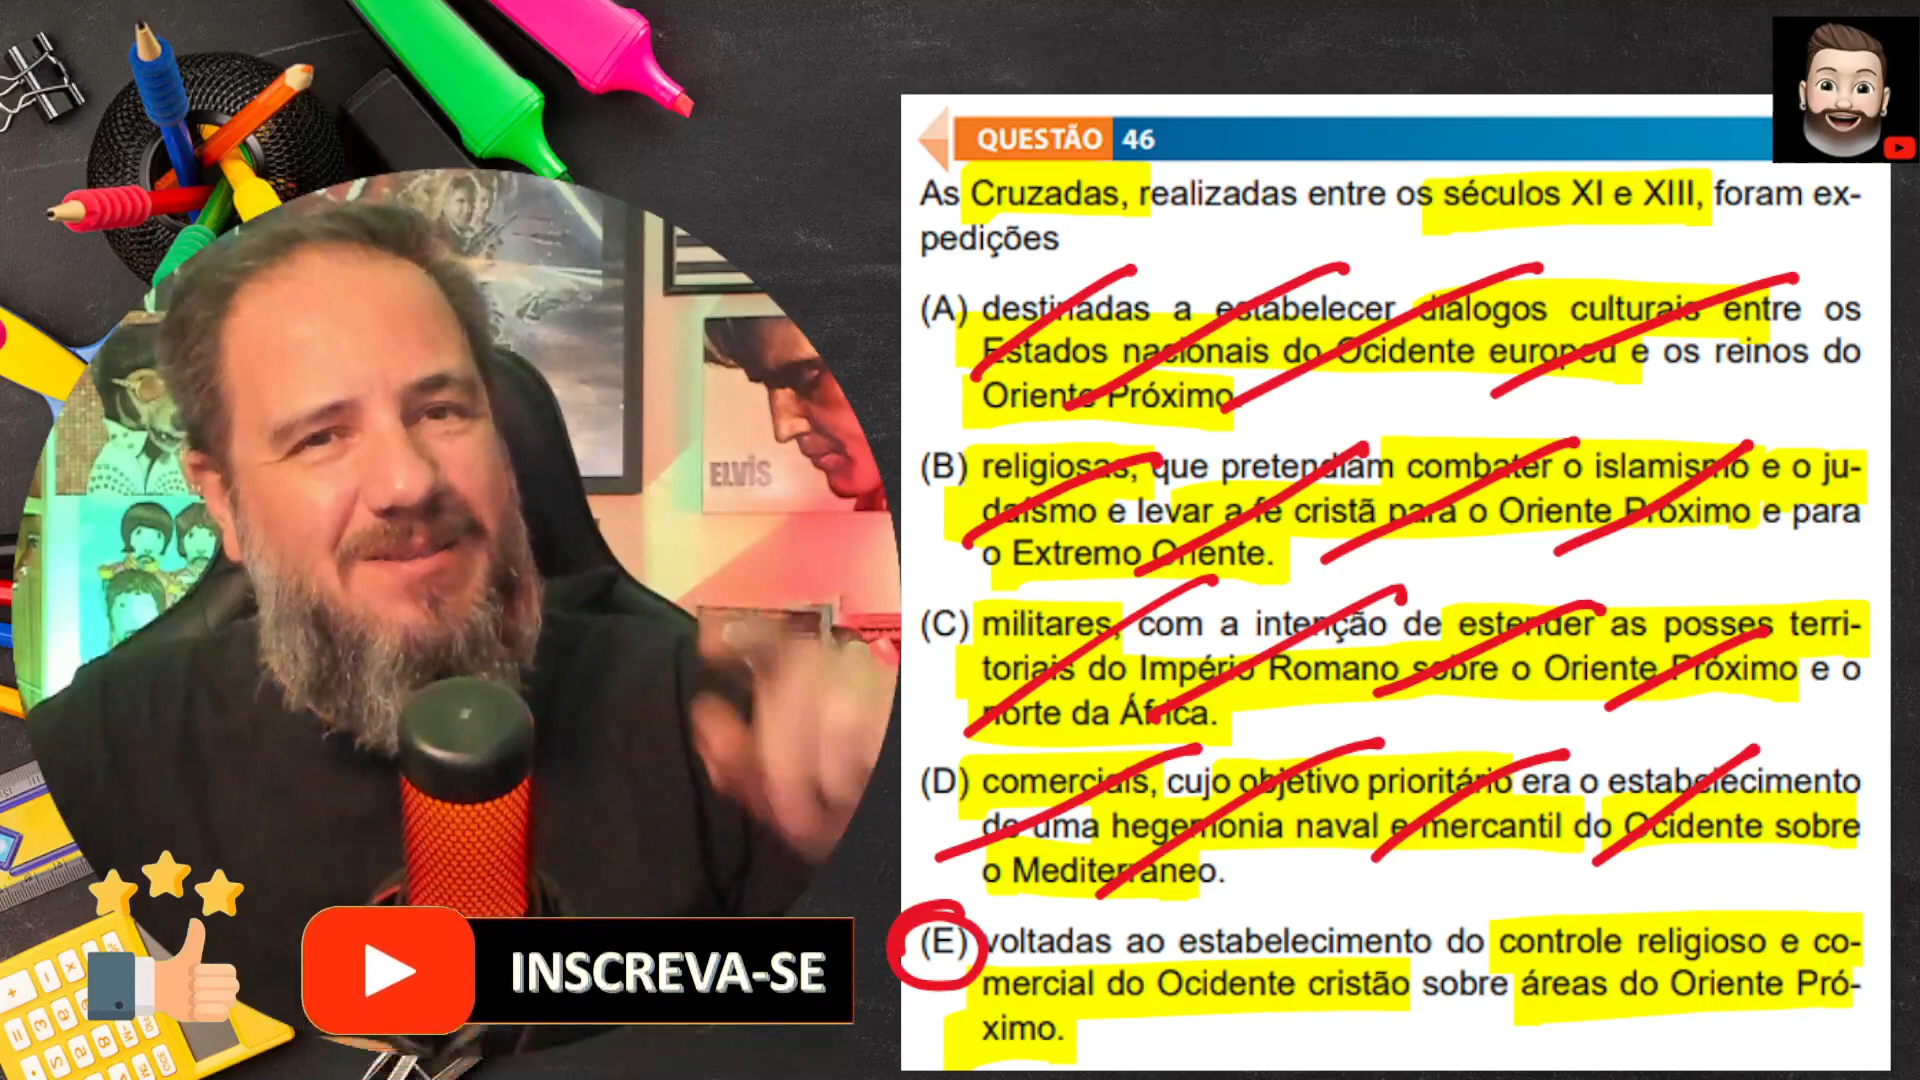 QUESTÃO 46
As Cruzadas, realizadas entre os séculos XI e XIII, foram ex-
pedições
(A) destinadas a estabelecer diálogos culturais entre os
Estados nacionais do Ocidente europeu e os reinos do
Oriente Próximo.
(B) religiosas, que pretendiam combater o islamismo e o ju-
daísmo e levar a fé cristã para o Oriente Próximo e para
o Extremo Oriente.
(C) militares, com a intenção de estender as posses terri-
toriais do Império Romano sobre o Oriente Próximo e o
norte da África.
(D) comerciais, cujo objetivo prioritário era o estabelecimento
de uma hegemonia naval e mercantil do Ocidente sobre
o Mediterrâneo.
(E) voltadas ao estabelecimento do controle religioso e co-
mercial do Ocidente cristão sobre áreas do Oriente Pró-
ximo.
ELVIS
INSCREVA-SE